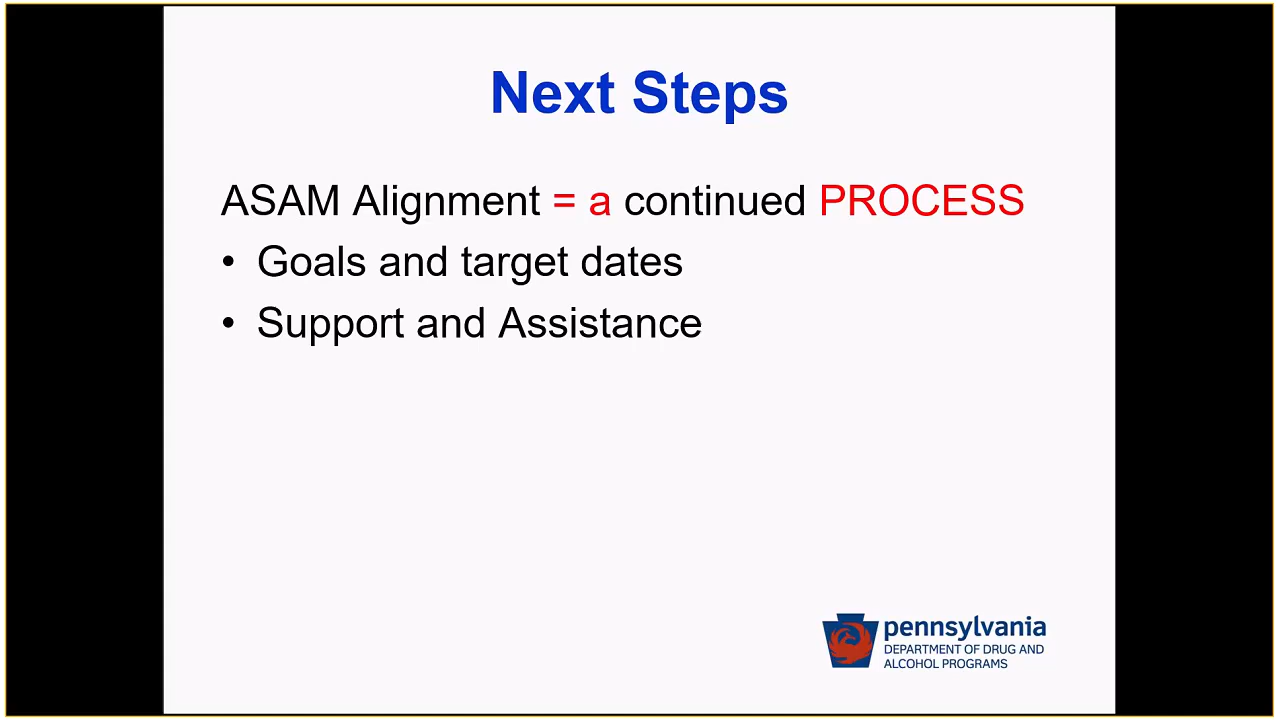 Next Steps
ASAM Alignment = a continued PROCESS
• Goals and target dates
• Support and Assistance
pennsylvania
DEPARTMENT OF DRUG AND
ALCOHOL PROGRAMS